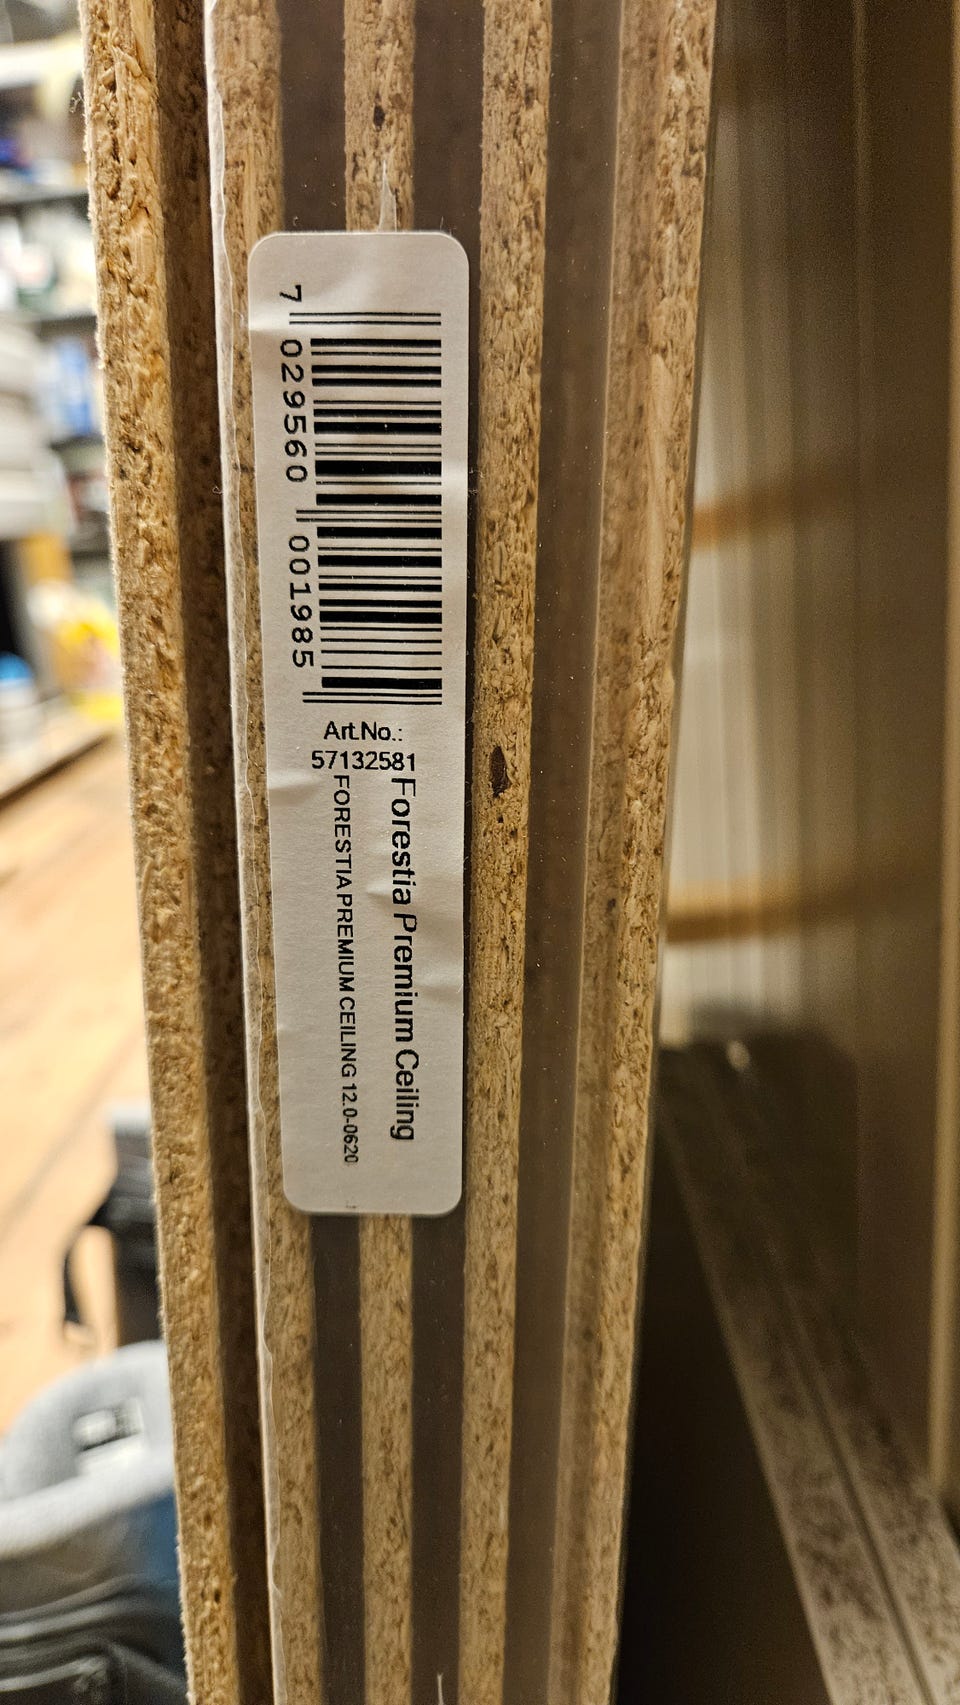 7 029560 001985
Art.No.:
57132581
Forestia Premium Ceiling
FORESTIA PREMIUM CEILING 12.0-0620